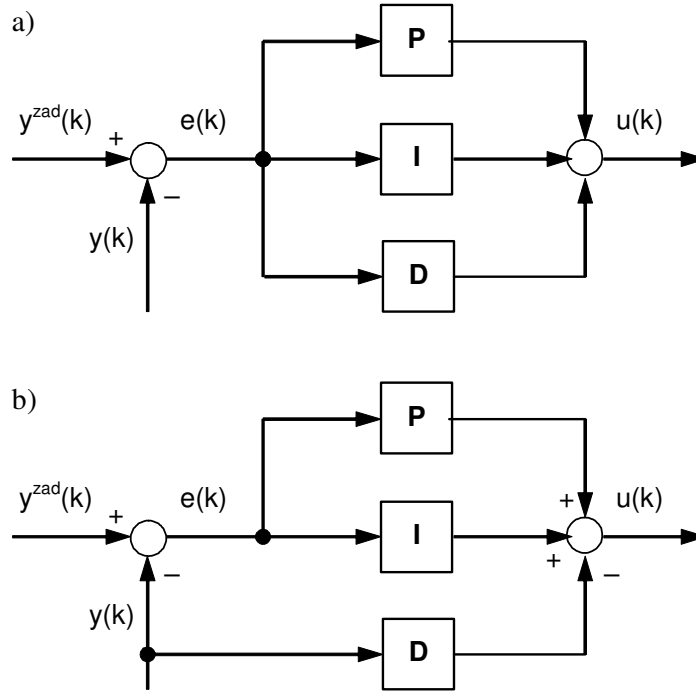 a)
P
y^zad(k)
+
e(k)
u(k)
I
−
y(k)
D
b)
P
y^zad(k)
+
e(k)
+
u(k)
I
−
+
−
y(k)
D